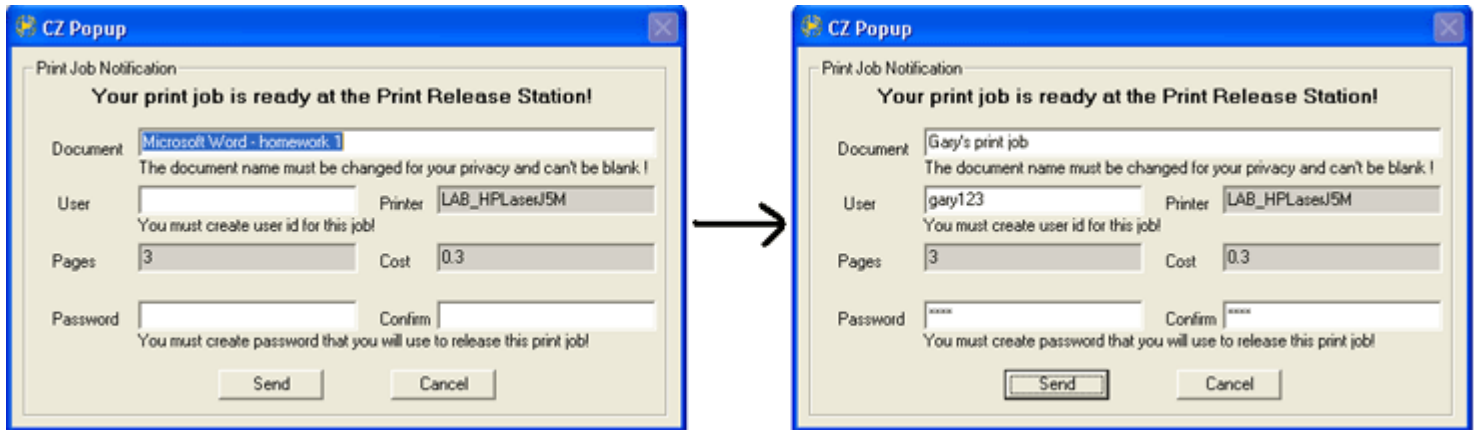 CZ Popup
Print Job Notification
Your print job is ready at the Print Release Station!
Document Microsoft Word - homework 1
The document name must be changed for your privacy and can't be blank !
User Printer LAB_HPLaserJ5M
You must create user id for this job!
Pages 3 Cost 0.3
Password Confirm
You must create password that you will use to release this print job!
Send Cancel
CZ Popup
Print Job Notification
Your print job is ready at the Print Release Station!
Document Gary's print job
The document name must be changed for your privacy and can't be blank !
User gary123 Printer LAB_HPLaserJ5M
You must create user id for this job!
Pages 3 Cost 0.3
Password **** Confirm ****
You must create password that you will use to release this print job!
Send Cancel